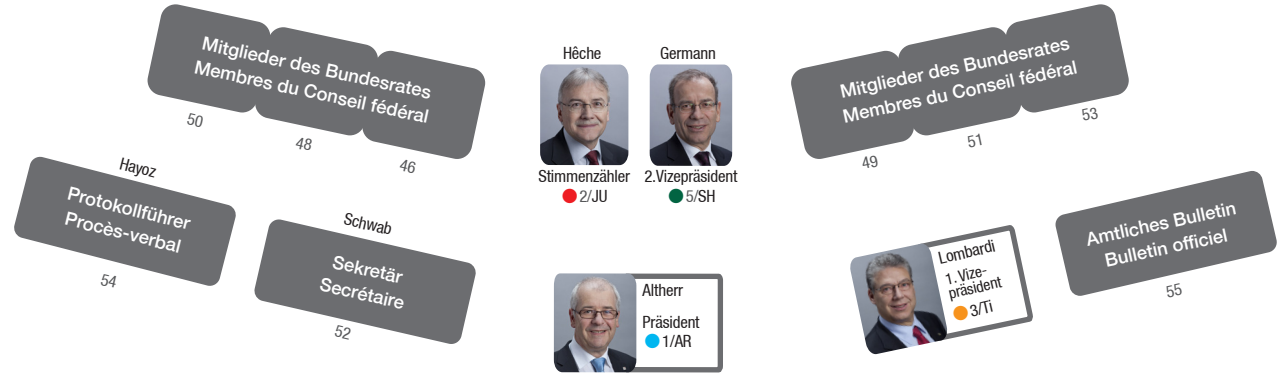 Mitglieder des Bundesrates
Membres du Conseil fédéral
50
48
46
Hêche
Stimmenzähler
2/JU
Germann
2.Vizepräsident
5/SH
Mitglieder des Bundesrates
Membres du Conseil fédéral
49
51
53
Hayoz
Protokollführer
Procès-verbal
54
Schwab
Sekretär
Secrétaire
52
Altherr
Präsident
1/AR
Lombardi
1.Vize-
präsident
3/Ti
Amtliches Bulletin
Bulletin officiel
55